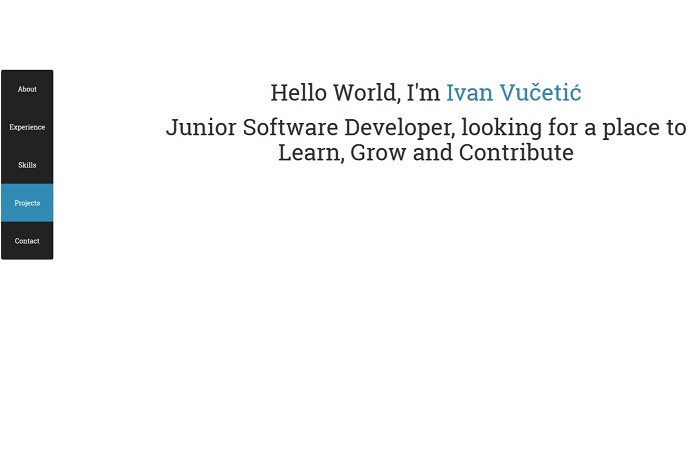 About
Experience
Skills
Projects
Contact
Hello World, I'm Ivan Vučetić
Junior Software Developer, looking for a place to
Learn, Grow and Contribute